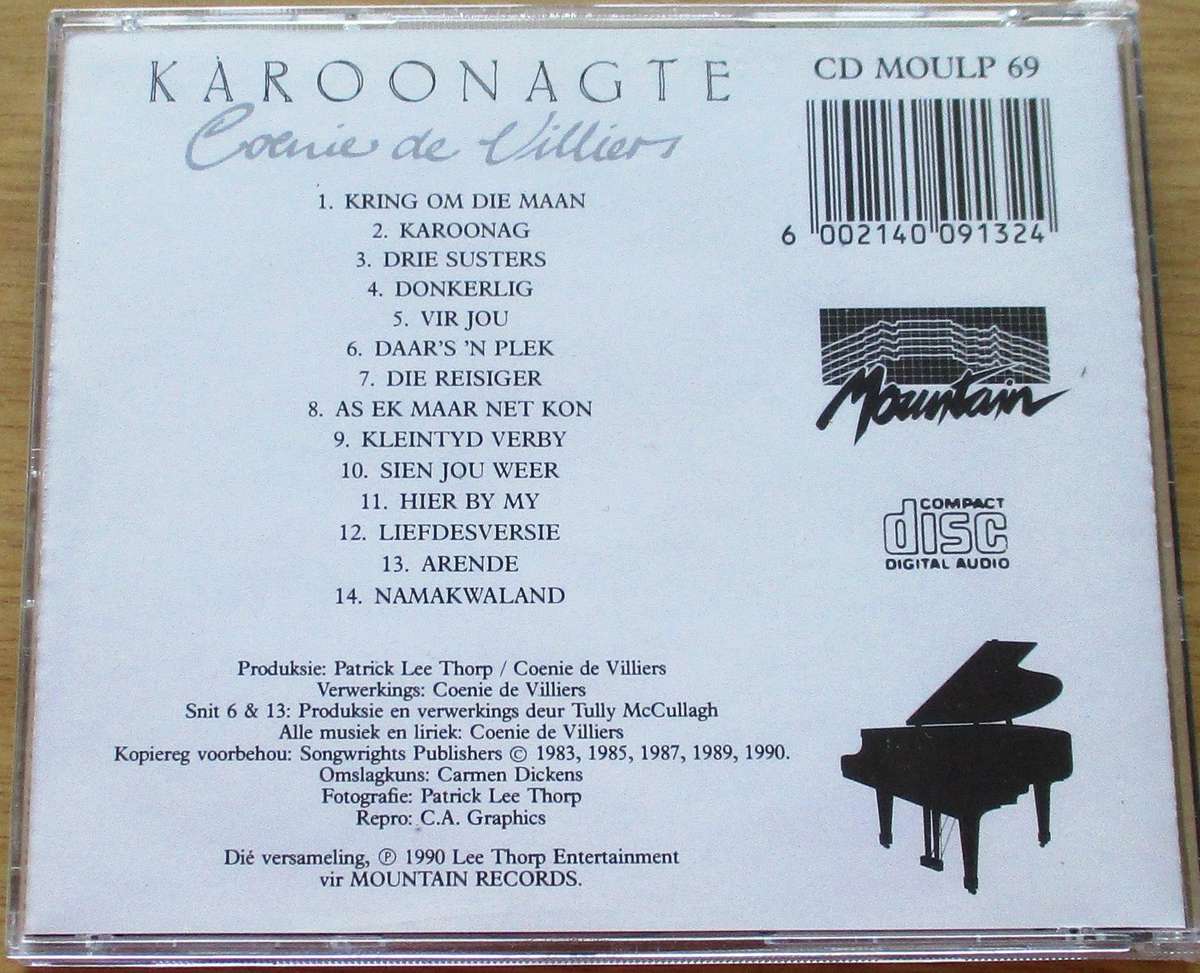 KAROONAGTE
Coenie de Villiers
1. KRING OM DIE MAAN
2. KAROONAG
3. DRIE SUSTERS
4. DONKERLIG
5. VIR JOU
6. DAAR'S 'N PLEK
7. DIE REISIGER
8. AS EK MAAR NET KON
9. KLEINTYD VERBY
10. SIEN JOU WEER
11. HIER BY MY
12. LIEFDESVERSIE
13. ARENDE
14. NAMAKWALAND
Produksie: Patrick Lee Thorp / Coenie de Villiers
Verwerkings: Coenie de Villiers
Snit 6 & 13: Produksie en verwerkings deur Tully McCullagh
Alle musiek en liriek: Coenie de Villiers
Kopiereg voorbehou: Songwrights Publishers © 1983, 1985, 1987, 1989, 1990.
Omslagkuns: Carmen Dickens
Fotografie: Patrick Lee Thorp
Repro: C.A. Graphics
Dié versameling, ℗ 1990 Lee Thorp Entertainment
vir MOUNTAIN RECORDS.
CD MOULP 69
6 002140 091324
Mountain
COMPACT
disc
DIGITAL AUDIO